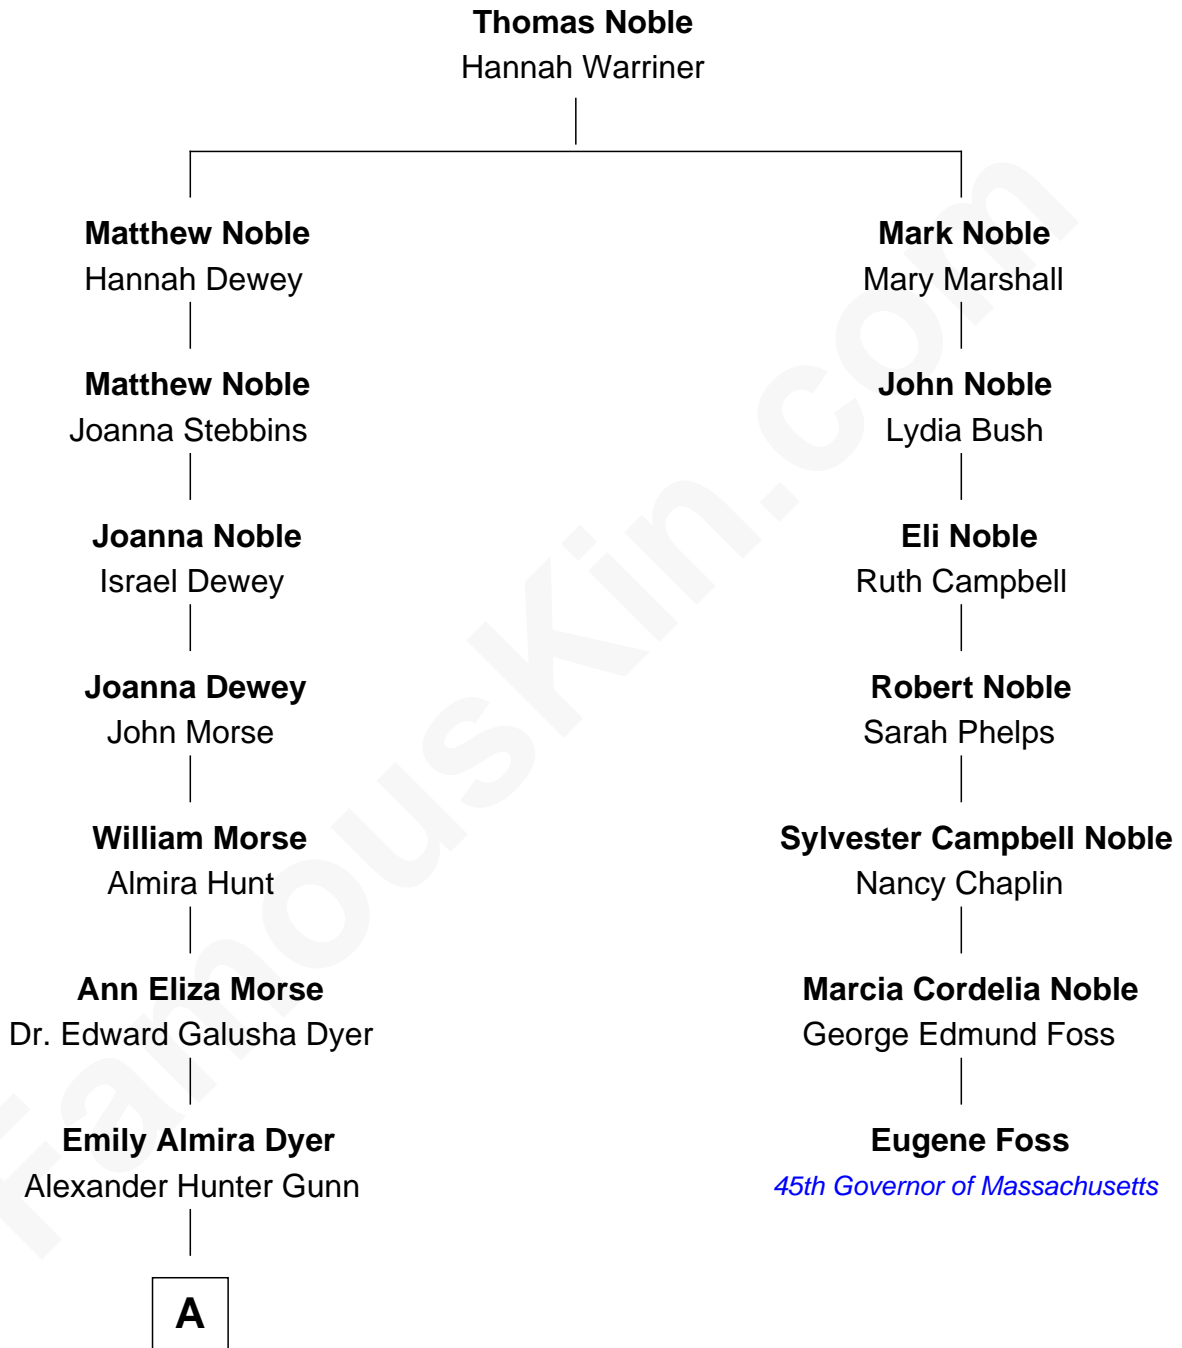 Thomas Noble
Hannah Warriner
Matthew Noble
Hannah Dewey
Mark Noble
Mary Marshall
Matthew Noble
Joanna Stebbins
John Noble
Lydia Bush
Joanna Noble
Israel Dewey
Eli Noble
Ruth Campbell
Joanna Dewey
John Morse
Robert Noble
Sarah Phelps
William Morse
Almira Hunt
Sylvester Campbell Noble
Nancy Chaplin
Ann Eliza Morse
Dr. Edward Galusha Dyer
Marcia Cordelia Noble
George Edmund Foss
Emily Almira Dyer
Alexander Hunter Gunn
Eugene Foss
45th Governor of Massachusetts
A
FamousKin.com